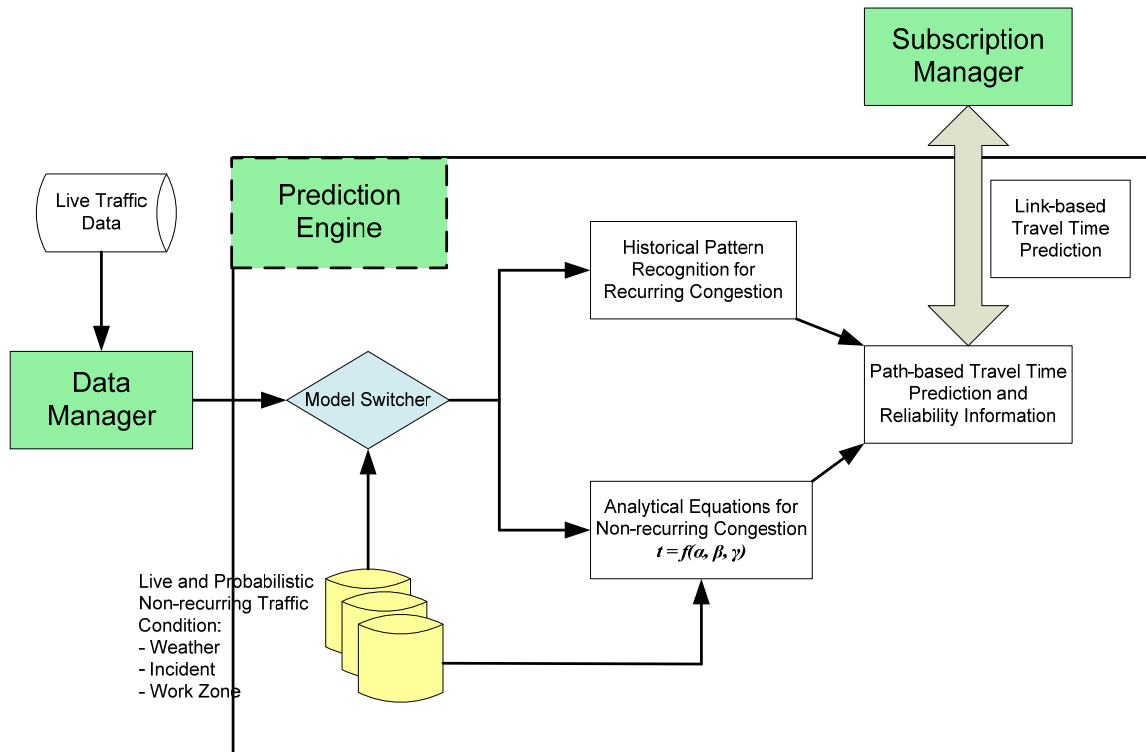 Subscription
Manager
Prediction
Engine
Live Traffic
Data
Link-based
Travel Time
Prediction
Historical Pattern
Recognition for
Recurring Congestion
Data
Manager
Model Switcher
Path-based Travel Time
Prediction and
Reliability Information
Analytical Equations for
Non-recurring Congestion
t = f(α, β, γ)
Live and Probabilistic
Non-recurring Traffic
Condition:
- Weather
- Incident
- Work Zone